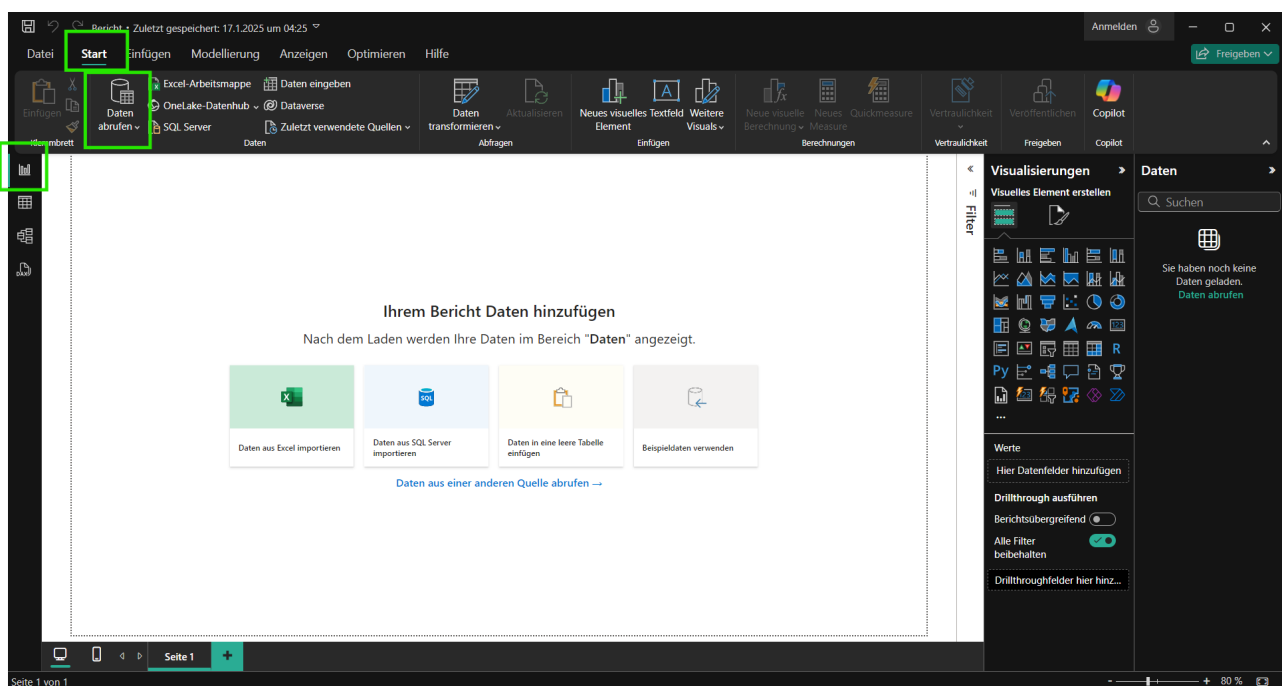 Bericht • Zuletzt gespeichert: 17.1.2025 um 04:25
Anmelden
Datei Start Einfügen Modellierung Anzeigen Optimieren Hilfe
Freigeben
Einfügen
Daten
abrufen
Excel-Arbeitsmappe
OneLake-Datenhub
SQL Server
Daten eingeben
Dataverse
Zuletzt verwendete Quellen
Daten
transformieren
Aktualisieren
Neues visuelles
Element
Textfeld
Weitere
Visuals
Neue visuelle
Berechnung
Neues
Measure
Quickmeasure
Vertraulichkeit
Veröffentlichen
Copilot
Klemmbrett
Daten
Abfragen
Einfügen
Berechnungen
Vertraulichkeit
Freigeben
Copilot
Filter
Ihrem Bericht Daten hinzufügen
Nach dem Laden werden Ihre Daten im Bereich "Daten" angezeigt.
SQL
Daten aus Excel importieren
Daten aus SQL Server
importieren
Daten in eine leere Tabelle
einfügen
Beispieldaten verwenden
Daten aus einer anderen Quelle abrufen →
Visualisierungen
Visuelles Element erstellen
123
R
Py
123
...
Werte
Hier Datenfelder hinzufügen
Drillthrough ausführen
Berichtsübergreifend
Alle Filter
beibehalten
Drillthroughfelder hier hinz...
Daten
Suchen
Sie haben noch keine
Daten geladen.
Daten abrufen
DAX
Seite 1
+
Seite 1 von 1
- + 80 %